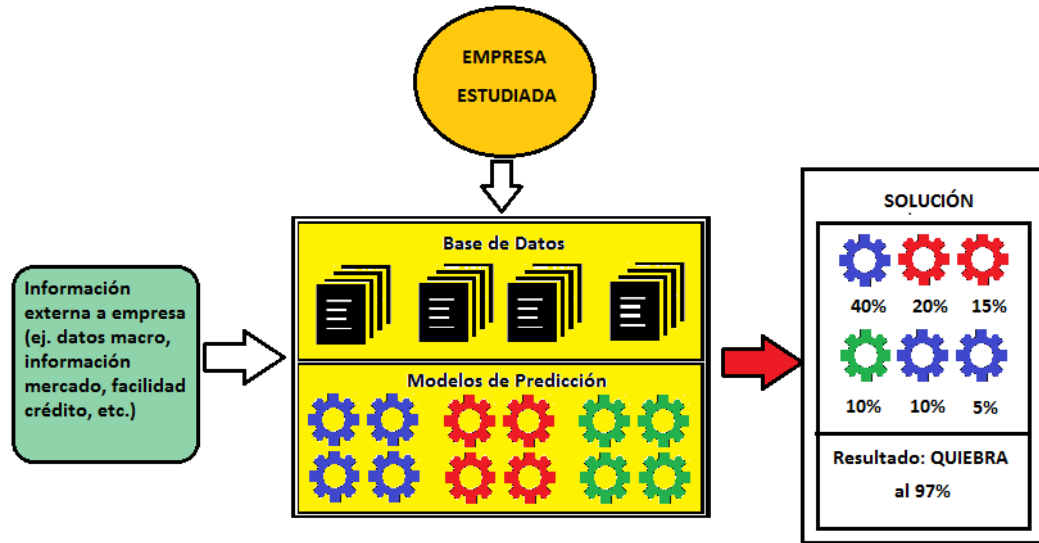 EMPRESA
ESTUDIADA
Información
externa a empresa
(ej. datos macro,
información
mercado, facilidad
crédito, etc.)
Base de Datos
Modelos de Predicción
SOLUCIÓN
40% 20% 15%
10% 10% 5%
Resultado: QUIEBRA
al 97%